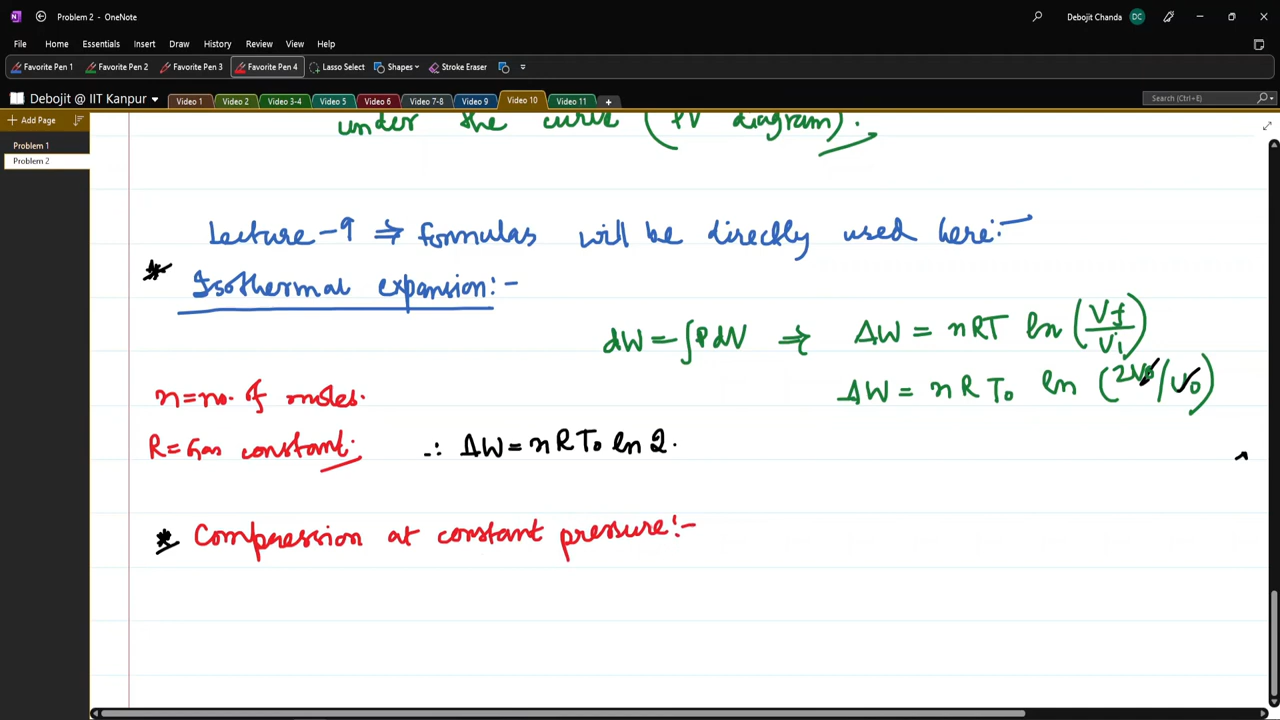 Problem 2 - OneNote
Debojit Chanda DC
File Home Essentials Insert Draw History Review View Help
Favorite Pen 1 Favorite Pen 2 Favorite Pen 3 Favorite Pen 4 Lasso Select Shapes Stroke Eraser
Debojit @ IIT Kanpur Video 1 Video 2 Video 3-4 Video 5 Video 6 Video 7-8 Video 9 Video 10 Video 11 + Search (Ctrl+E)
+ Add Page
Problem 1
Problem 2
under the curve (PV diagram).
Lecture-9 ⇒ formulas will be directly used here:-
* Isothermal expansion:-
dW = ∫PdV ⇒ ΔW = nRT ln (Vf/Vi)
ΔW = nRT₀ ln (2V₀/V₀)
n = no. of moles.
R = Gas constant.
∴ ΔW = nRT₀ ln 2.
* Compression at constant pressure:-